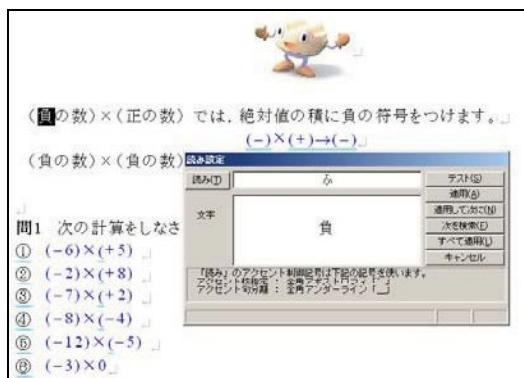 (負の数)×(正の数) では,絶対値の積に負の符号をつけます。
(−)×(+)→(−)
(負の数)×(負の数)
読み設定
読み(T)
ふ
テスト(S)
適用(A)
適用して次に(N)
次を検索(F)
すべて適用(L)
キャンセル
文字
負
「読み」のアクセント制御記号は下記の記号を使います。
アクセント核指定 : 全角アポストロフィ「’」
アクセント句分離 : 全角アンダーライン「_」
問1 次の計算をしなさ
① (−6)×(+5)
② (−2)×(+8)
③ (−7)×(+2)
④ (−8)×(−4)
⑤ (−12)×(−5)
⑥ (−3)×0